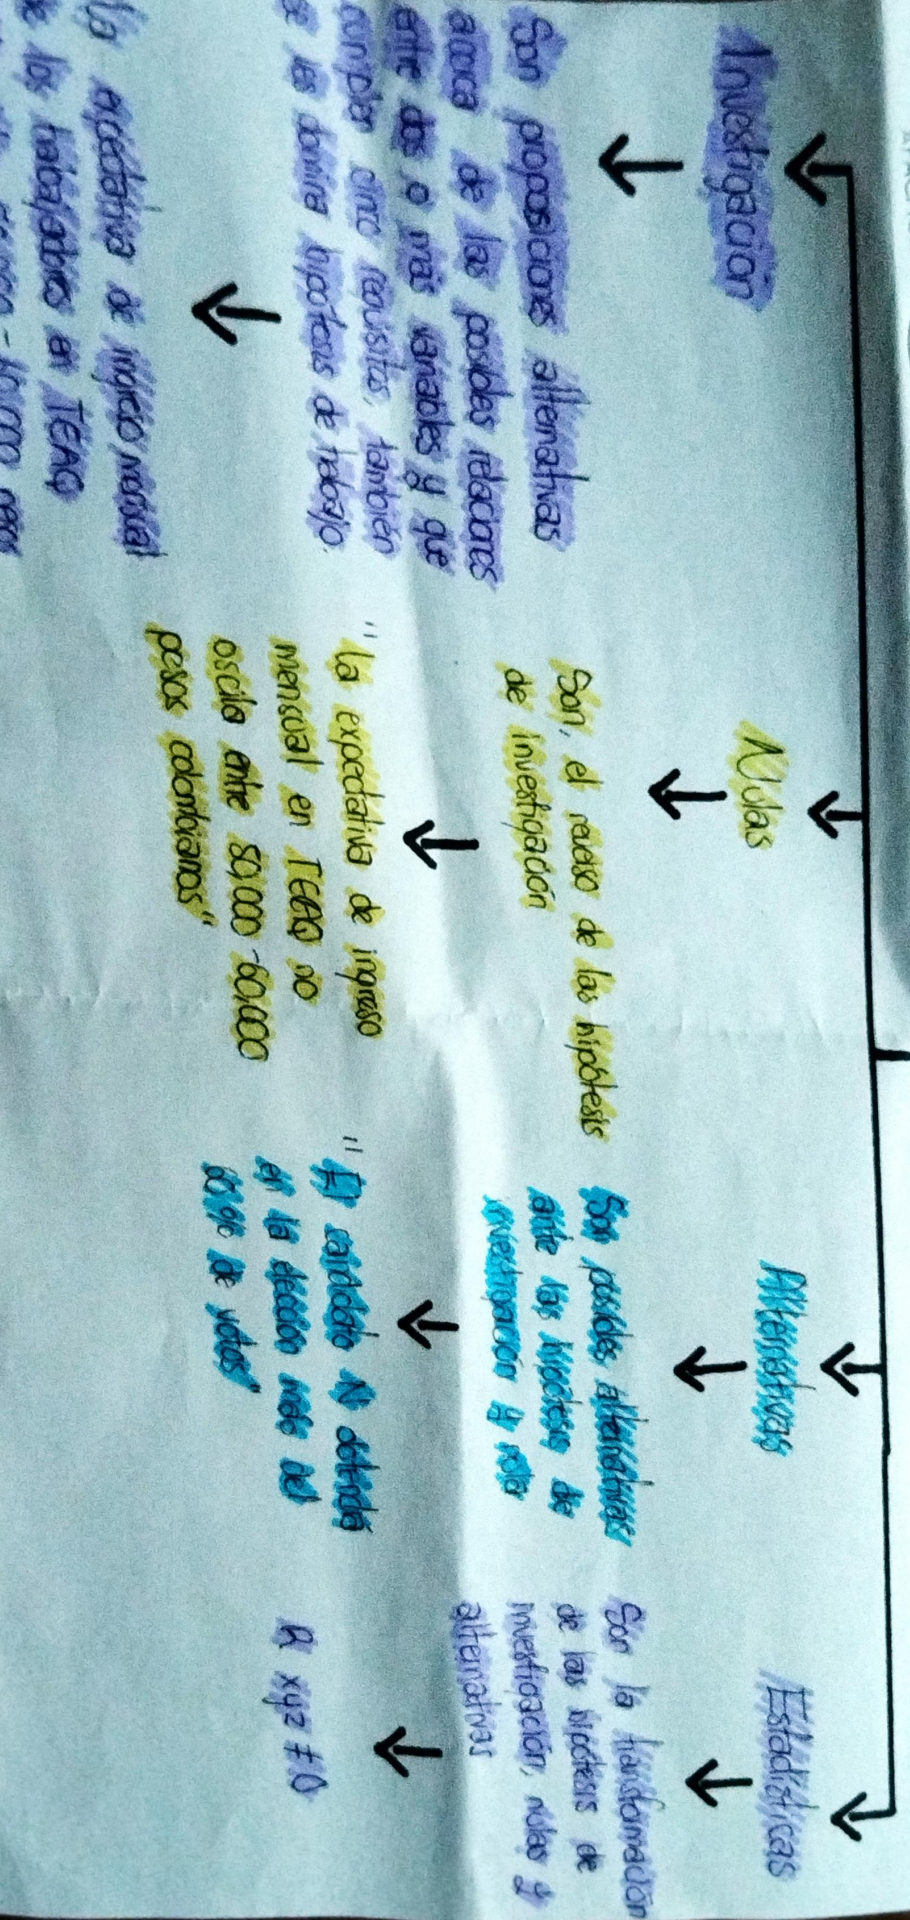 Investigación
Son proposiciones alternativas
acerca de las posibles relaciones
entre dos o más variables y que
cumplen cinco requisitos, también
se les domina hipótesis de trabajo.
La expectativa de ingreso mensual
de los trabajadores en TEAG
pesos
Nulas
Son, el reverso de las hipótesis
de investigación
"La expectativa de ingreso
mensual en TEAG no
oscila entre 50,000-60,000
pesos colombianos"
Alternativas
Son posibles alternativas
ante las hipótesis de
investigación y nula
"El candidato N obtendrá
en la elección más del
60% de votos"
Estadísticas
Son la transformación
de las hipótesis de
investigación, nulas y
alternativas
R xyz ≠ 0